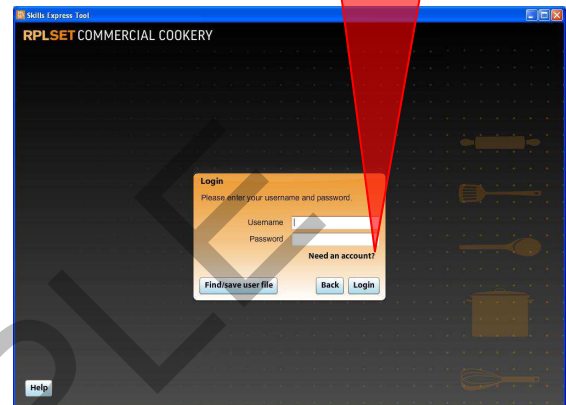 Skills Express Tool
RPLSET COMMERCIAL COOKERY
Login
Please enter your username and password.
Username
Password
Need an account?
Find/save user file
Back
Login
Help